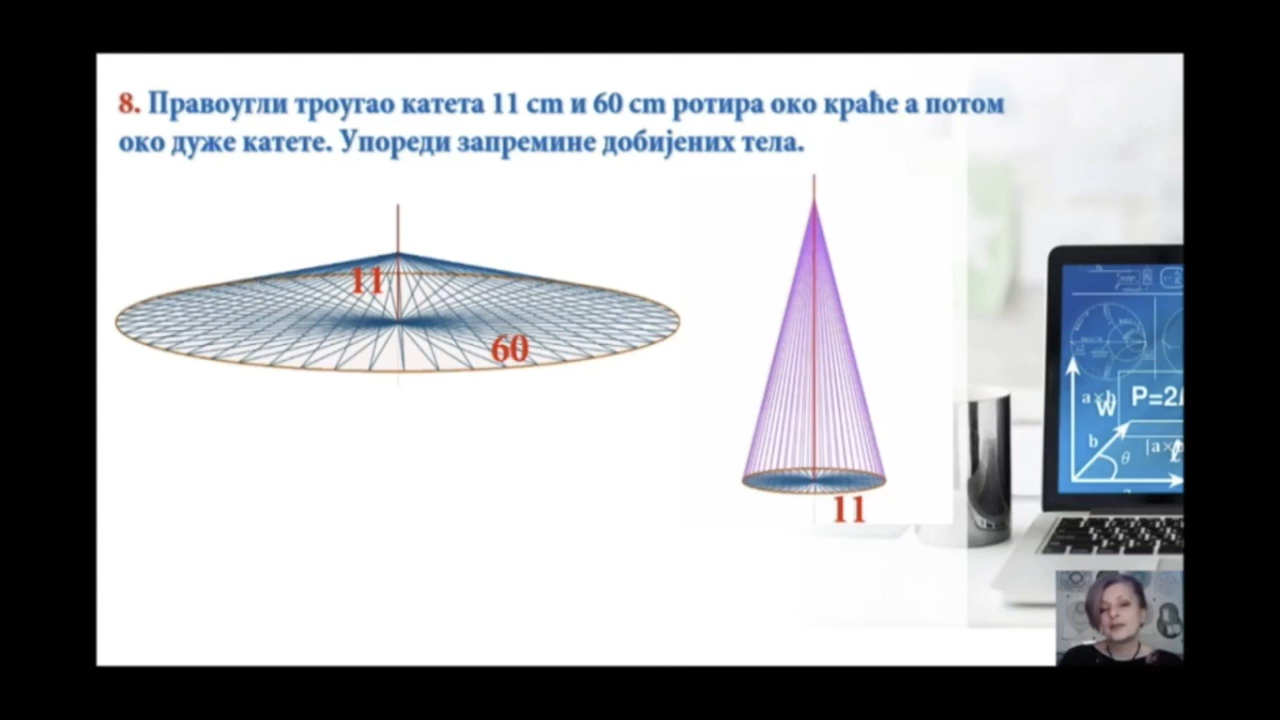 8. Правоугли троугао катета 11 cm и 60 cm ротира око краће а потом
око дуже катете. Упореди запремине добијених тела.
11
60
11
a×b
W
P=2
b
θ
|a×